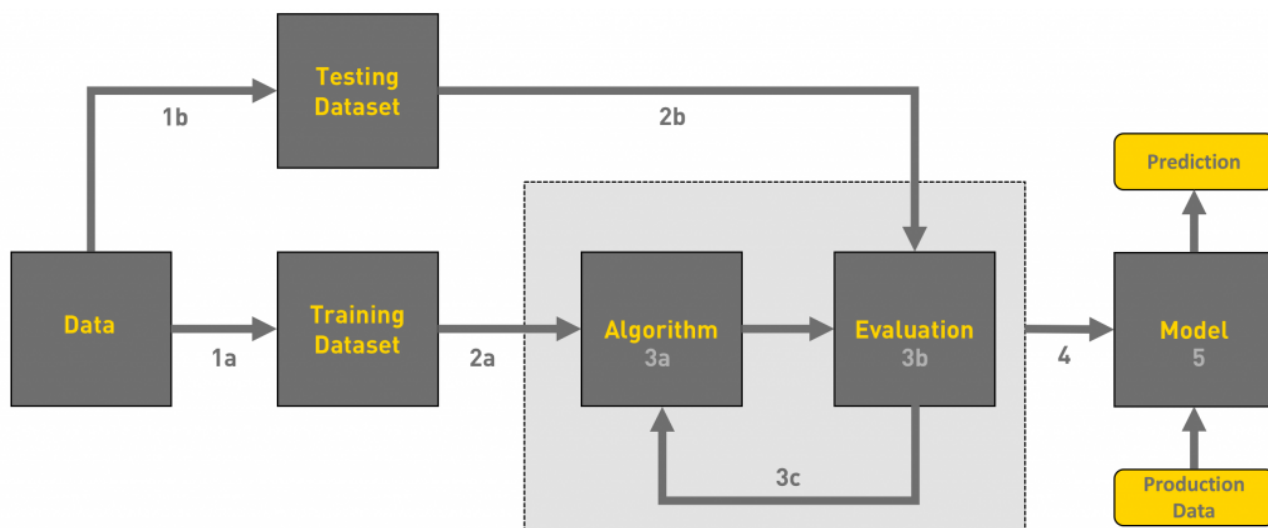 Testing
Dataset
1b
2b
Prediction
Data
Training
Dataset
Algorithm
3a
Evaluation
3b
Model
5
1a
2a
4
3c
Production
Data